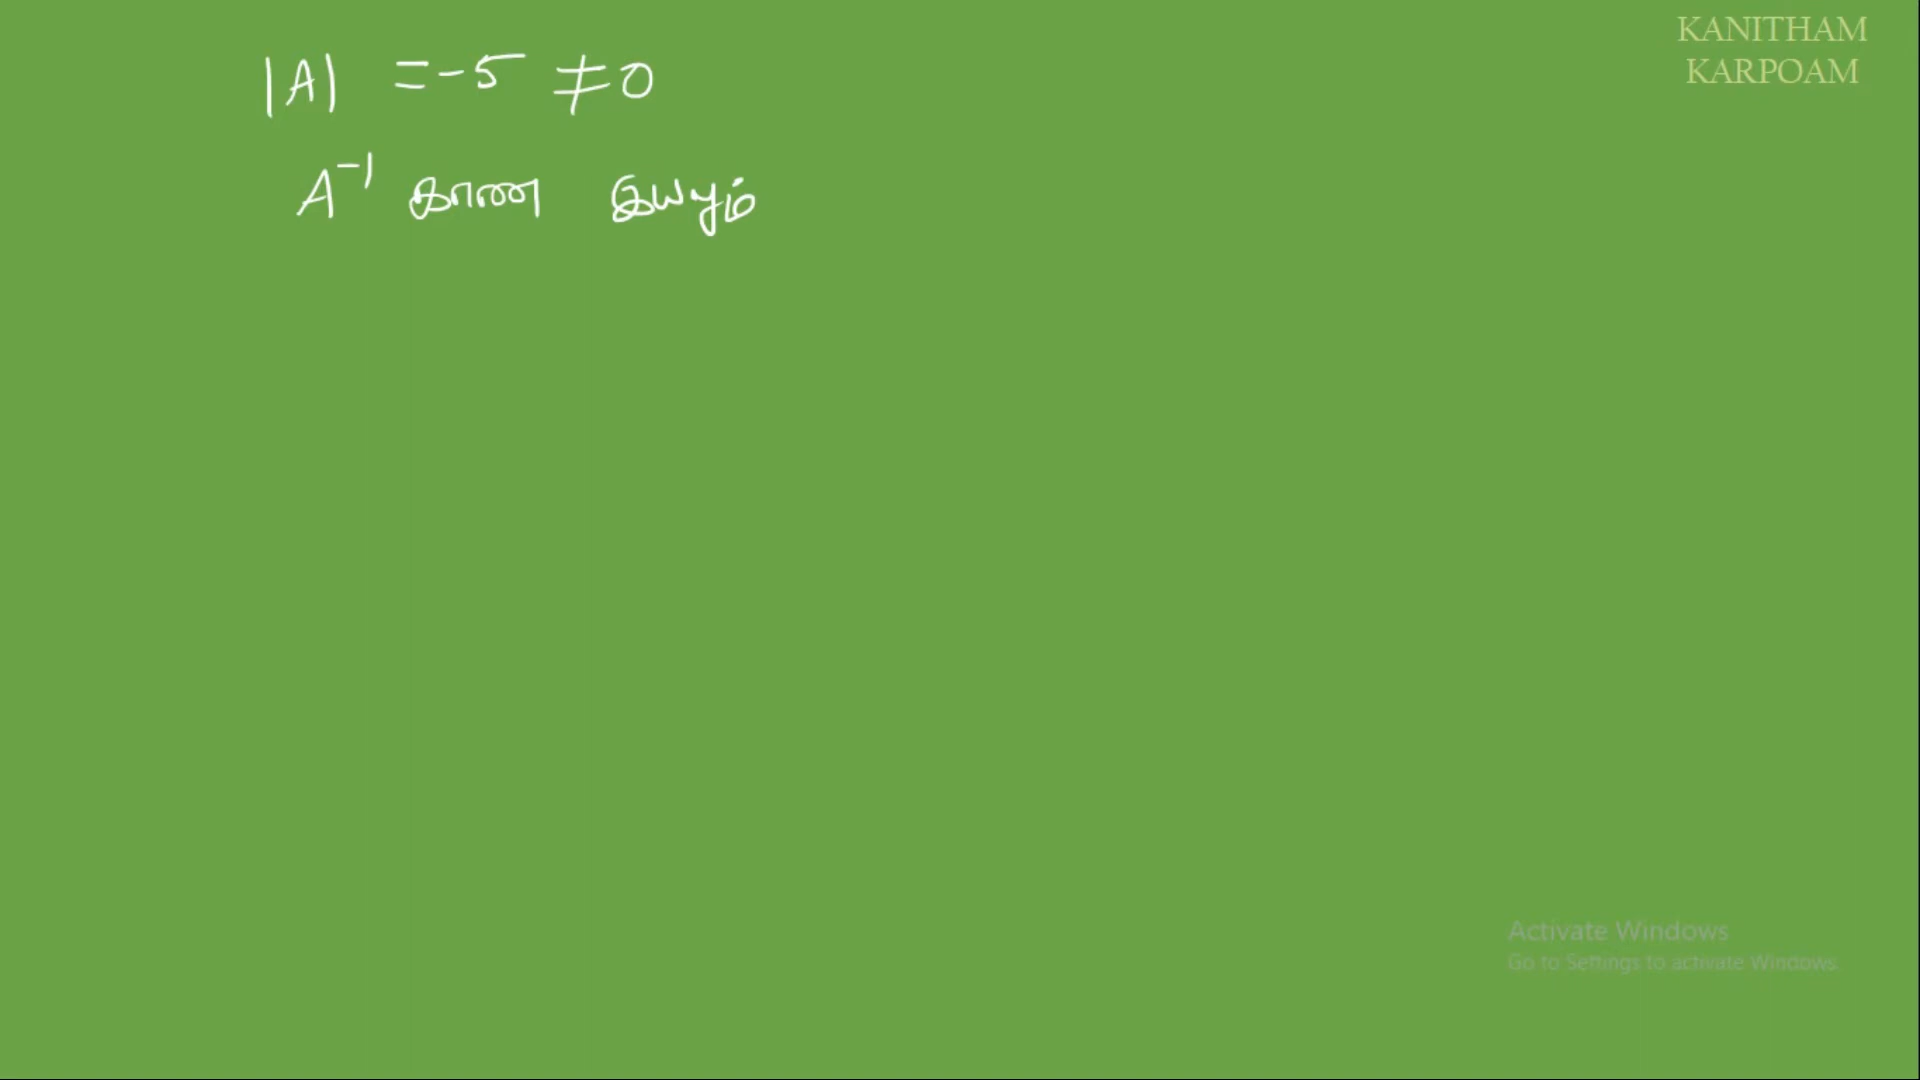 KANITHAM
KARPOAM
|A| = -5 ≠ 0
A⁻¹ காண இயலும்
Activate Windows
Go to Settings to activate Windows.